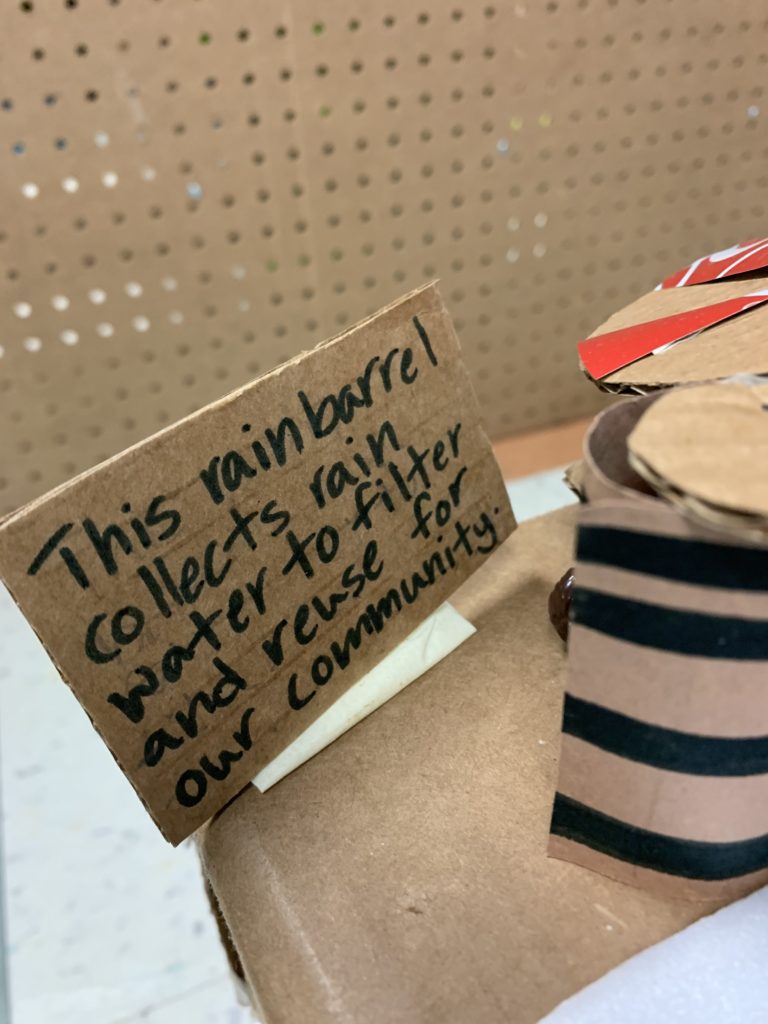 This rainbarrel
collects rain
water to filter
and reuse for
our community.